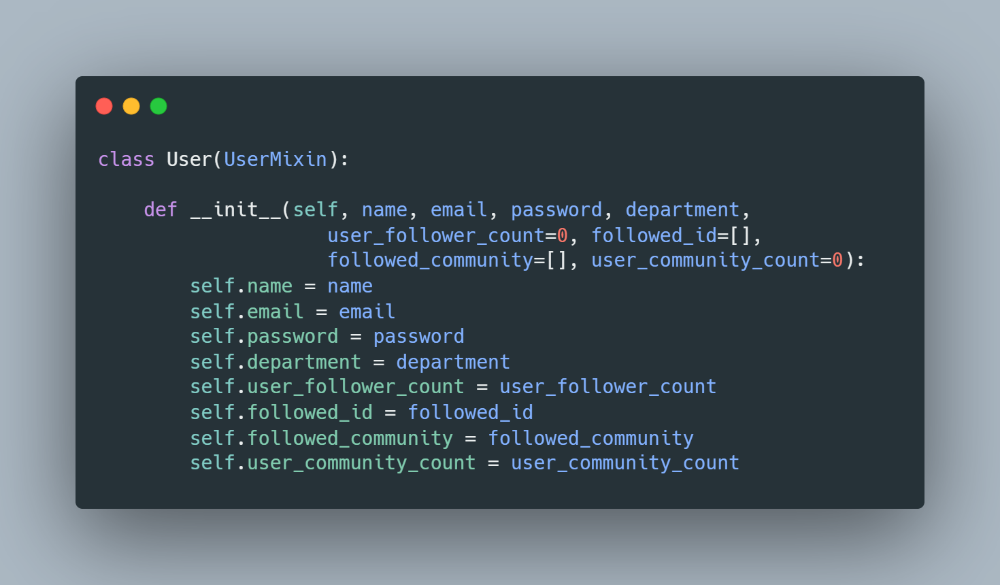 class User(UserMixin):
    def __init__(self, name, email, password, department,
                    user_follower_count=0, followed_id=[],
                    followed_community=[], user_community_count=0):
        self.name = name
        self.email = email
        self.password = password
        self.department = department
        self.user_follower_count = user_follower_count
        self.followed_id = followed_id
        self.followed_community = followed_community
        self.user_community_count = user_community_count